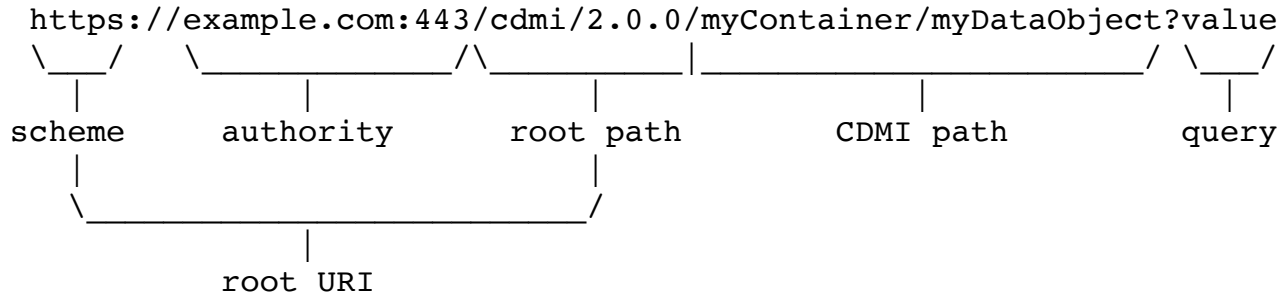 https://example.com:443/cdmi/2.0.0/myContainer/myDataObject?value
scheme authority root path CDMI path query
root URI